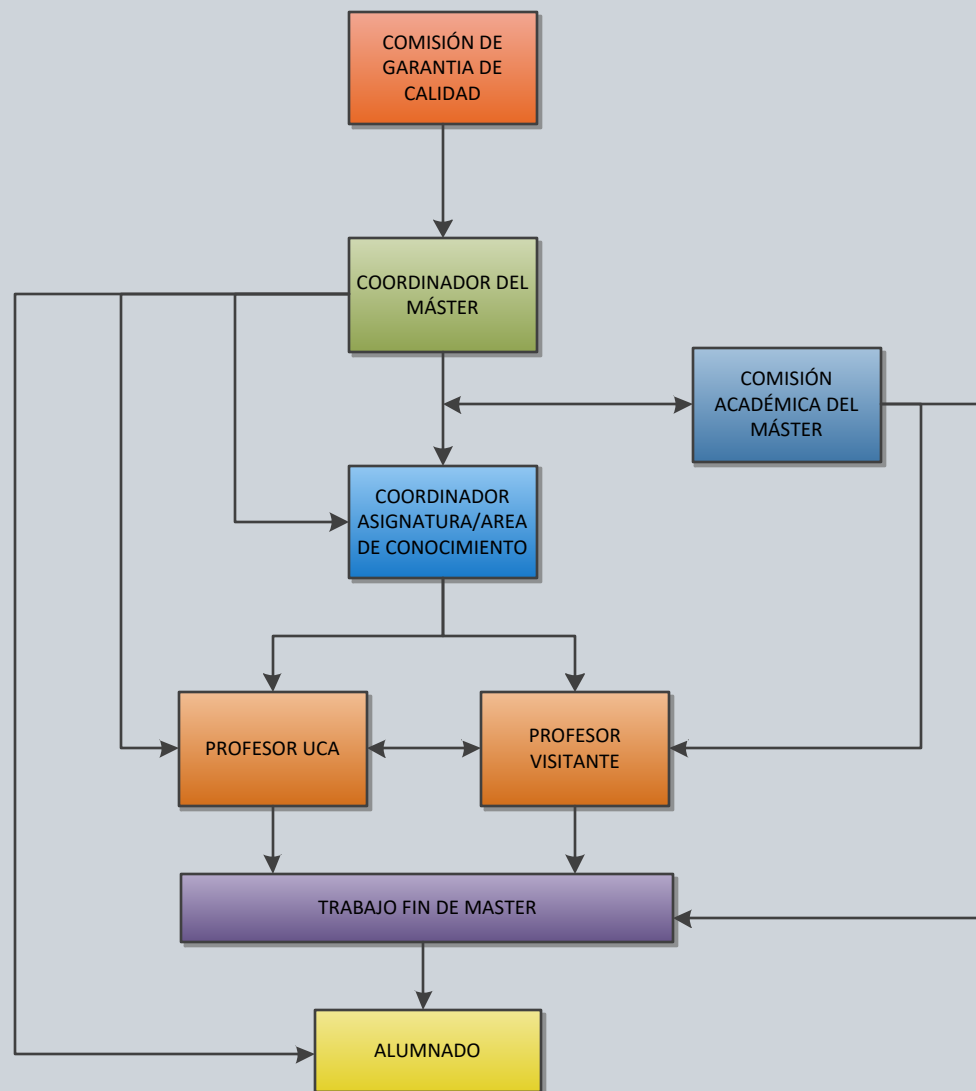 COMISIÓN DE
GARANTIA DE
CALIDAD
COORDINADOR DEL
MÁSTER
COMISIÓN
ACADÉMICA DEL
MÁSTER
COORDINADOR
ASIGNATURA/AREA
DE CONOCIMIENTO
PROFESOR UCA
PROFESOR
VISITANTE
TRABAJO FIN DE MASTER
ALUMNADO